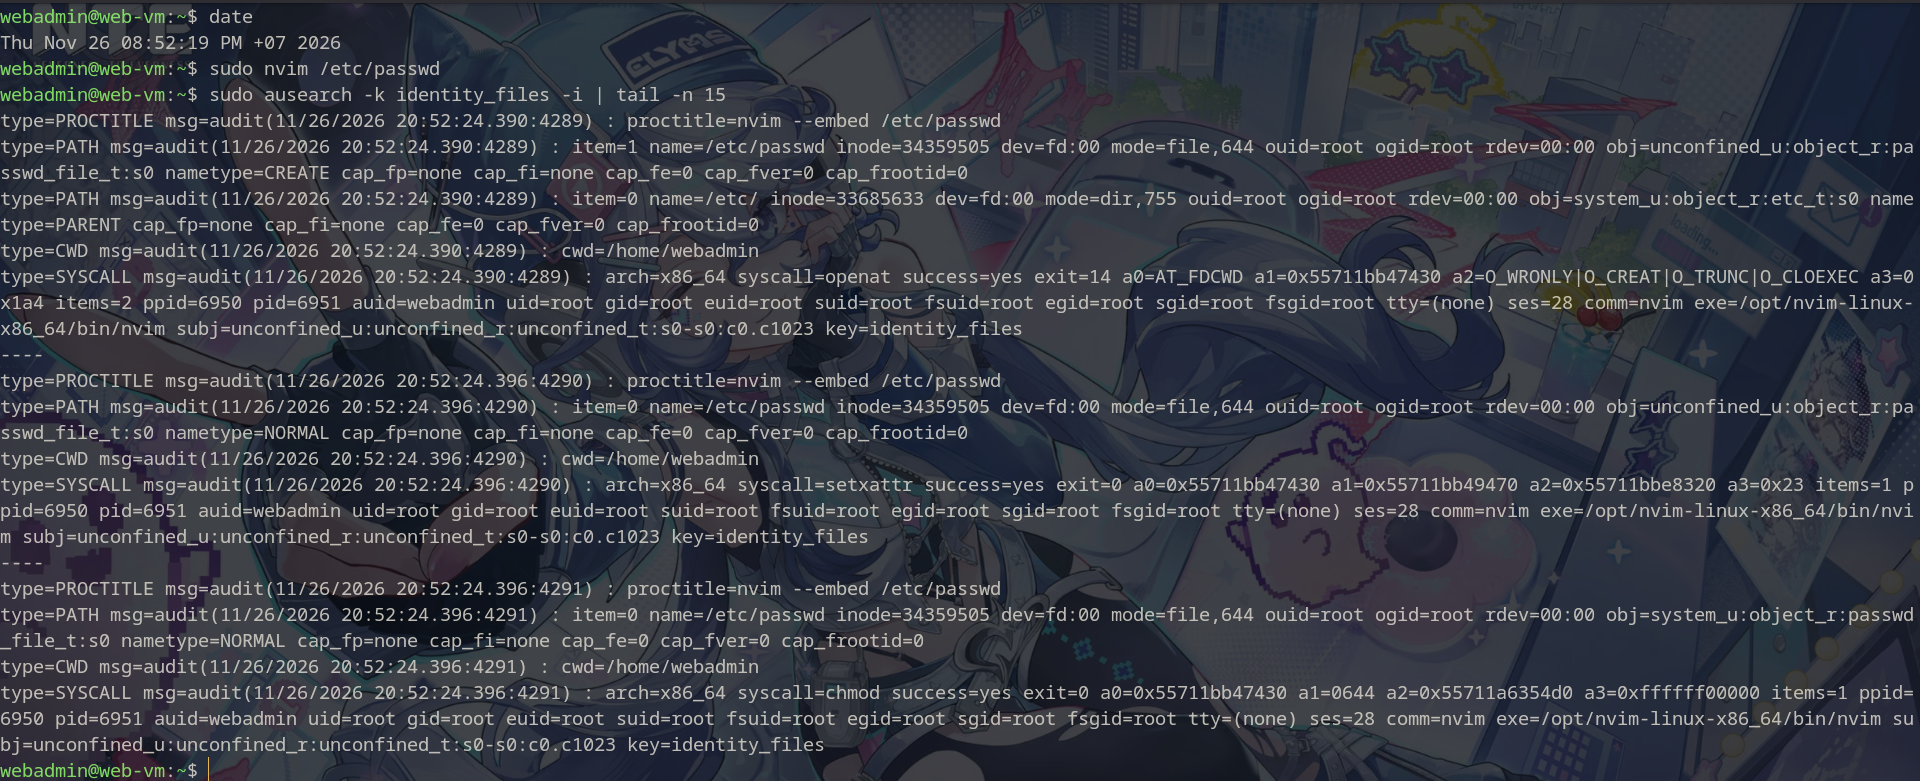 webadmin@web-vm:~$ date
Thu Nov 26 08:52:19 PM +07 2026
webadmin@web-vm:~$ sudo nvim /etc/passwd
webadmin@web-vm:~$ sudo ausearch -k identity_files -i | tail -n 15
type=PROCTITLE msg=audit(11/26/2026 20:52:24.390:4289) : proctitle=nvim --embed /etc/passwd
type=PATH msg=audit(11/26/2026 20:52:24.390:4289) : item=1 name=/etc/passwd inode=34359505 dev=fd:00 mode=file,644 ouid=root ogid=root rdev=00:00 obj=unconfined_u:object_r:pa
sswd_file_t:s0 nametype=CREATE cap_fp=none cap_fi=none cap_fe=0 cap_fver=0 cap_frootid=0
type=PATH msg=audit(11/26/2026 20:52:24.390:4289) : item=0 name=/etc/ inode=33685633 dev=fd:00 mode=dir,755 ouid=root ogid=root rdev=00:00 obj=system_u:object_r:etc_t:s0 name
type=PARENT cap_fp=none cap_fi=none cap_fe=0 cap_fver=0 cap_frootid=0
type=CWD msg=audit(11/26/2026 20:52:24.390:4289) : cwd=/home/webadmin
type=SYSCALL msg=audit(11/26/2026 20:52:24.390:4289) : arch=x86_64 syscall=openat success=yes exit=14 a0=AT_FDCWD a1=0x55711bb47430 a2=O_WRONLY|O_CREAT|O_TRUNC|O_CLOEXEC a3=0
x1a4 items=2 ppid=6950 pid=6951 auid=webadmin uid=root gid=root euid=root suid=root fsuid=root egid=root sgid=root fsgid=root tty=(none) ses=28 comm=nvim exe=/opt/nvim-linux-
x86_64/bin/nvim subj=unconfined_u:unconfined_r:unconfined_t:s0-s0:c0.c1023 key=identity_files
----
type=PROCTITLE msg=audit(11/26/2026 20:52:24.396:4290) : proctitle=nvim --embed /etc/passwd
type=PATH msg=audit(11/26/2026 20:52:24.396:4290) : item=0 name=/etc/passwd inode=34359505 dev=fd:00 mode=file,644 ouid=root ogid=root rdev=00:00 obj=unconfined_u:object_r:pa
sswd_file_t:s0 nametype=NORMAL cap_fp=none cap_fi=none cap_fe=0 cap_fver=0 cap_frootid=0
type=CWD msg=audit(11/26/2026 20:52:24.396:4290) : cwd=/home/webadmin
type=SYSCALL msg=audit(11/26/2026 20:52:24.396:4290) : arch=x86_64 syscall=setxattr success=yes exit=0 a0=0x55711bb47430 a1=0x55711bb49470 a2=0x55711bbe8320 a3=0x23 items=1 p
pid=6950 pid=6951 auid=webadmin uid=root gid=root euid=root suid=root fsuid=root egid=root sgid=root fsgid=root tty=(none) ses=28 comm=nvim exe=/opt/nvim-linux-x86_64/bin/nvi
m subj=unconfined_u:unconfined_r:unconfined_t:s0-s0:c0.c1023 key=identity_files
----
type=PROCTITLE msg=audit(11/26/2026 20:52:24.396:4291) : proctitle=nvim --embed /etc/passwd
type=PATH msg=audit(11/26/2026 20:52:24.396:4291) : item=0 name=/etc/passwd inode=34359505 dev=fd:00 mode=file,644 ouid=root ogid=root rdev=00:00 obj=system_u:object_r:passwd
_file_t:s0 nametype=NORMAL cap_fp=none cap_fi=none cap_fe=0 cap_fver=0 cap_frootid=0
type=CWD msg=audit(11/26/2026 20:52:24.396:4291) : cwd=/home/webadmin
type=SYSCALL msg=audit(11/26/2026 20:52:24.396:4291) : arch=x86_64 syscall=chmod success=yes exit=0 a0=0x55711bb47430 a1=0644 a2=0x55711a6354d0 a3=0xffffff00000 items=1 ppid=
6950 pid=6951 auid=webadmin uid=root gid=root euid=root suid=root fsuid=root egid=root sgid=root fsgid=root tty=(none) ses=28 comm=nvim exe=/opt/nvim-linux-x86_64/bin/nvim su
bj=unconfined_u:unconfined_r:unconfined_t:s0-s0:c0.c1023 key=identity_files
webadmin@web-vm:~$
NTE
ELYMS
Loading...